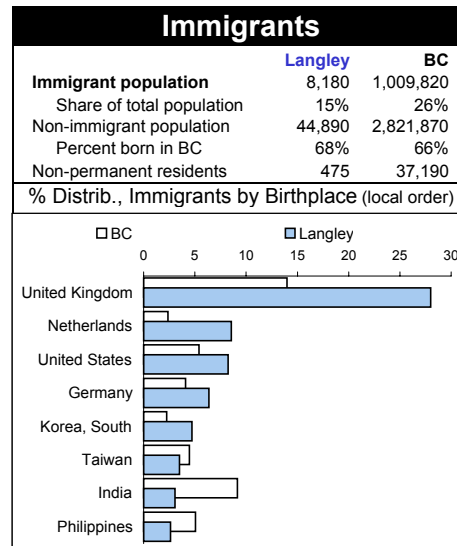 Immigrants
Langley BC
Immigrant population 8,180 1,009,820
Share of total population 15% 26%
Non-immigrant population 44,890 2,821,870
Percent born in BC 68% 66%
Non-permanent residents 475 37,190
% Distrib., Immigrants by Birthplace (local order)
BC Langley
0 5 10 15 20 25 30
United Kingdom
Netherlands
United States
Germany
Korea, South
Taiwan
India
Philippines